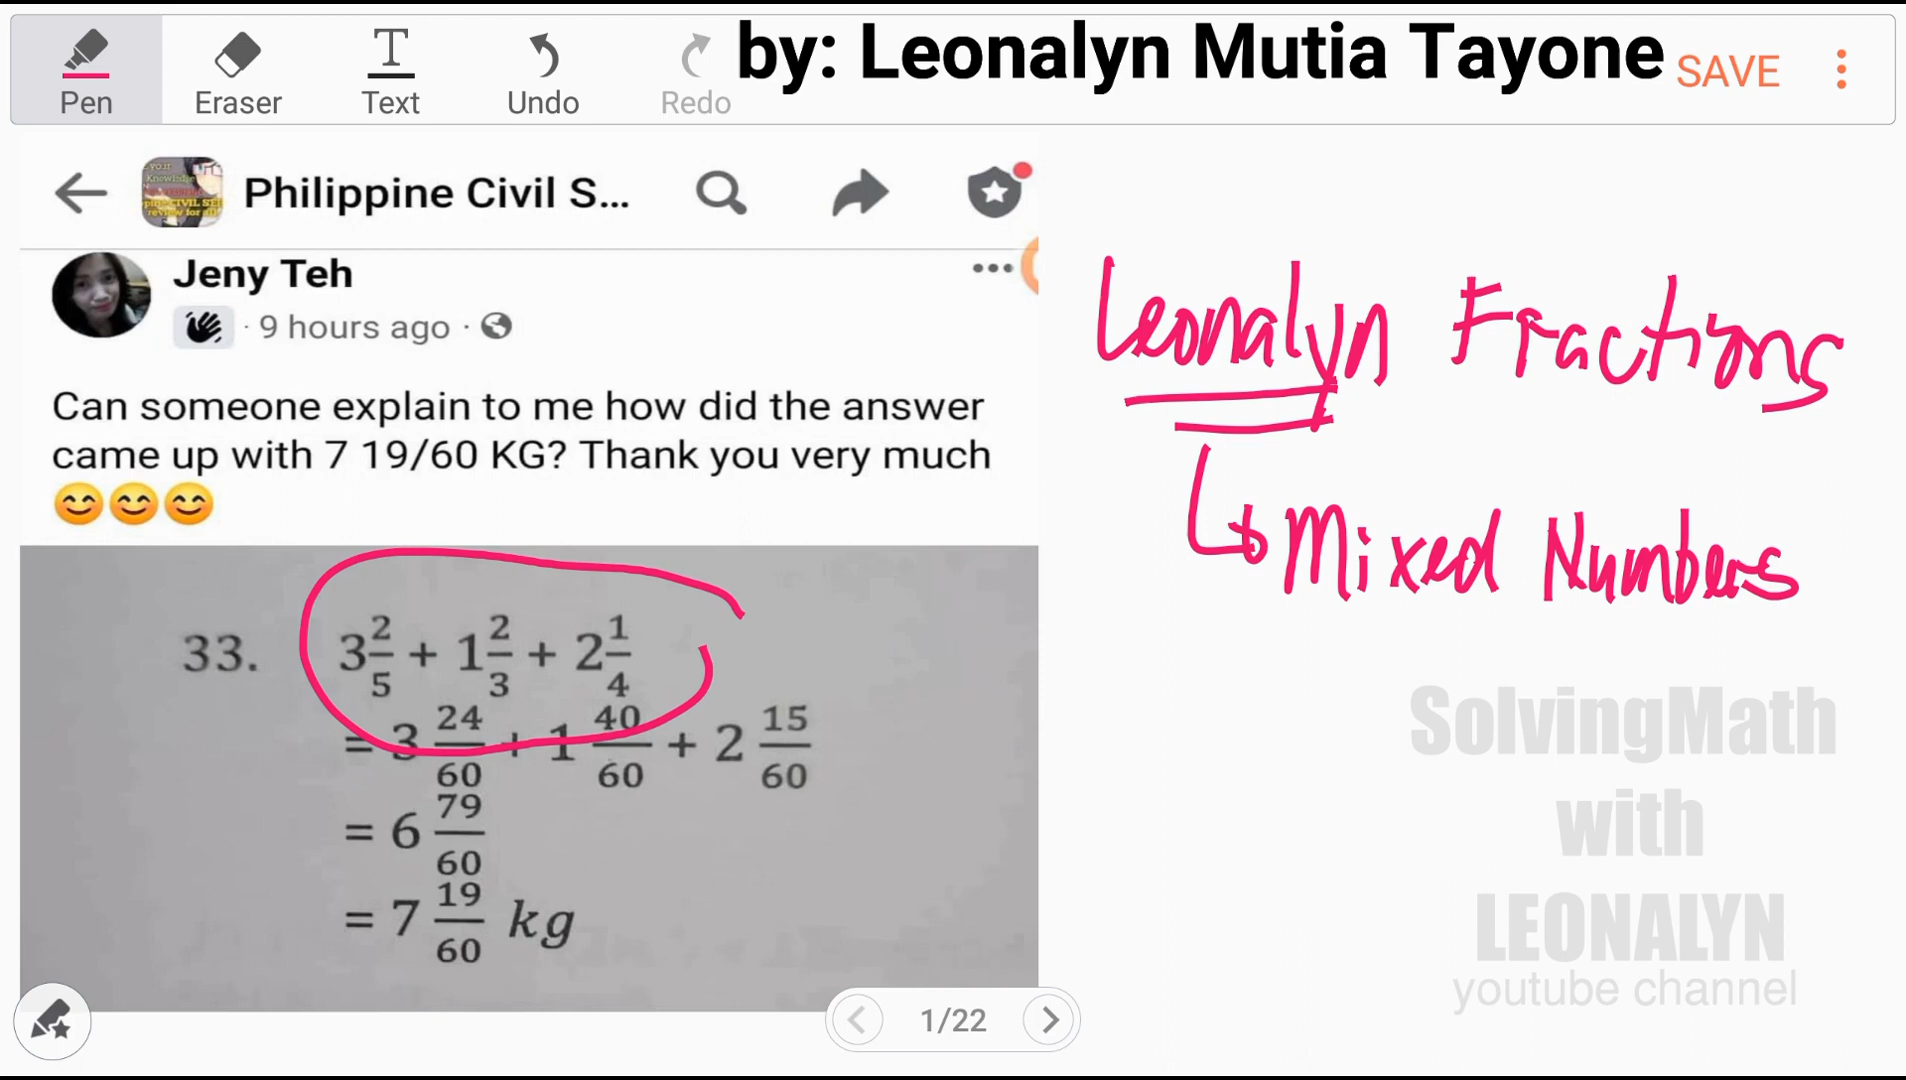 by: Leonalyn Mutia Tayone
SAVE
Pen
Eraser
Text
Undo
Redo
Philippine Civil S...
Jeny Teh
· 9 hours ago ·
Can someone explain to me how did the answer
came up with 7 19/60 KG? Thank you very much
😊😊😊
33. 3 2/5 + 1 2/3 + 2 1/4
= 3 24/60 + 1 40/60 + 2 15/60
= 6 79/60
= 7 19/60 kg
Leonalyn Fractions
Mixed Numbers
SolvingMath
with
LEONALYN
youtube channel
1/22